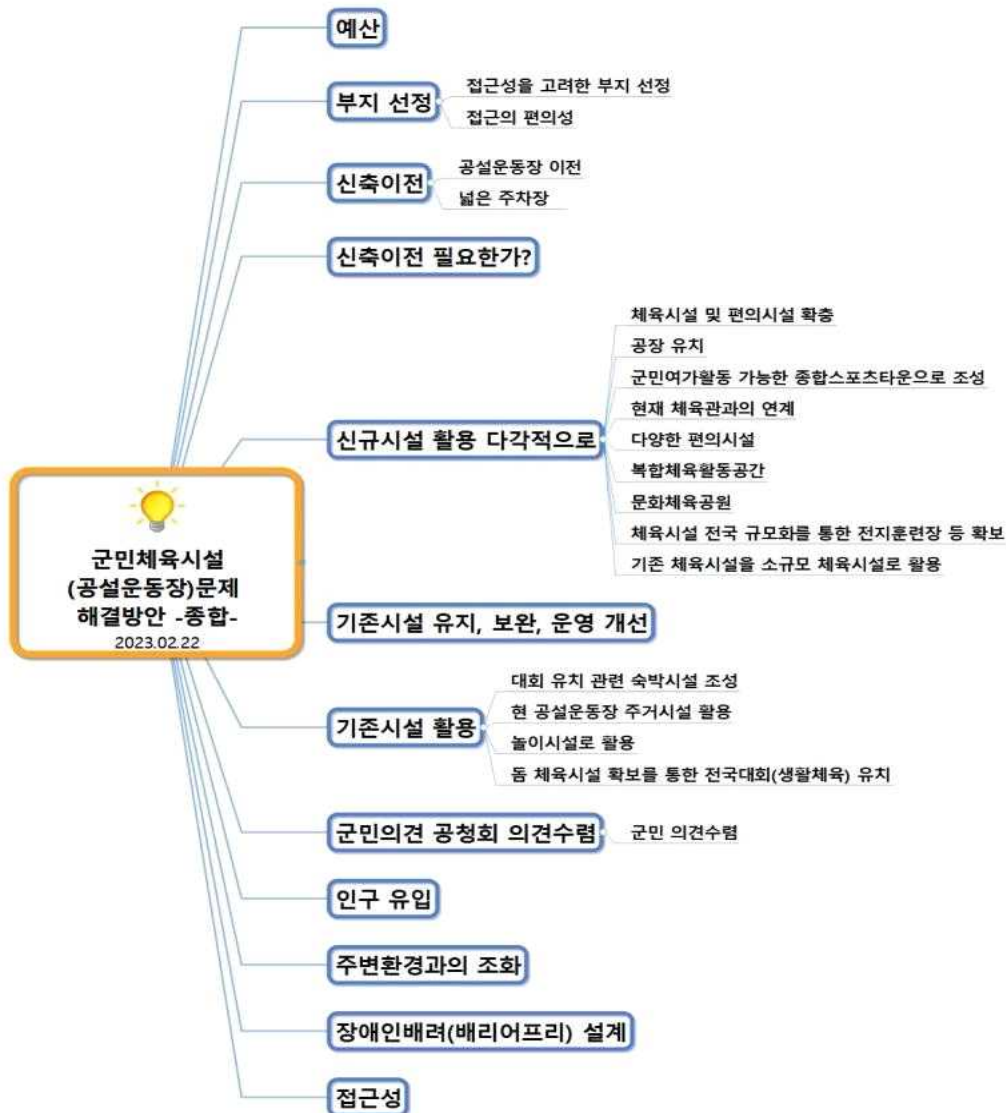 군민체육시설
(공설운동장)문제
해결방안 -종합-
2023.02.22
예산
부지 선정
접근성을 고려한 부지 선정
접근의 편의성
신축이전
공설운동장 이전
넓은 주차장
신축이전 필요한가?
신규시설 활용 다각적으로
체육시설 및 편의시설 확충
공장 유치
군민여가활동 가능한 종합스포츠타운으로 조성
현재 체육관과의 연계
다양한 편의시설
복합체육활동공간
문화체육공원
체육시설 전국 규모화를 통한 전지훈련장 등 확보
기존 체육시설을 소규모 체육시설로 활용
기존시설 유지, 보완, 운영 개선
기존시설 활용
대회 유치 관련 숙박시설 조성
현 공설운동장 주거시설 활용
놀이시설로 활용
돔 체육시설 확보를 통한 전국대회(생활체육) 유치
군민의견 공청회 의견수렴
군민 의견수렴
인구 유입
주변환경과의 조화
장애인배려(배리어프리) 설계
접근성